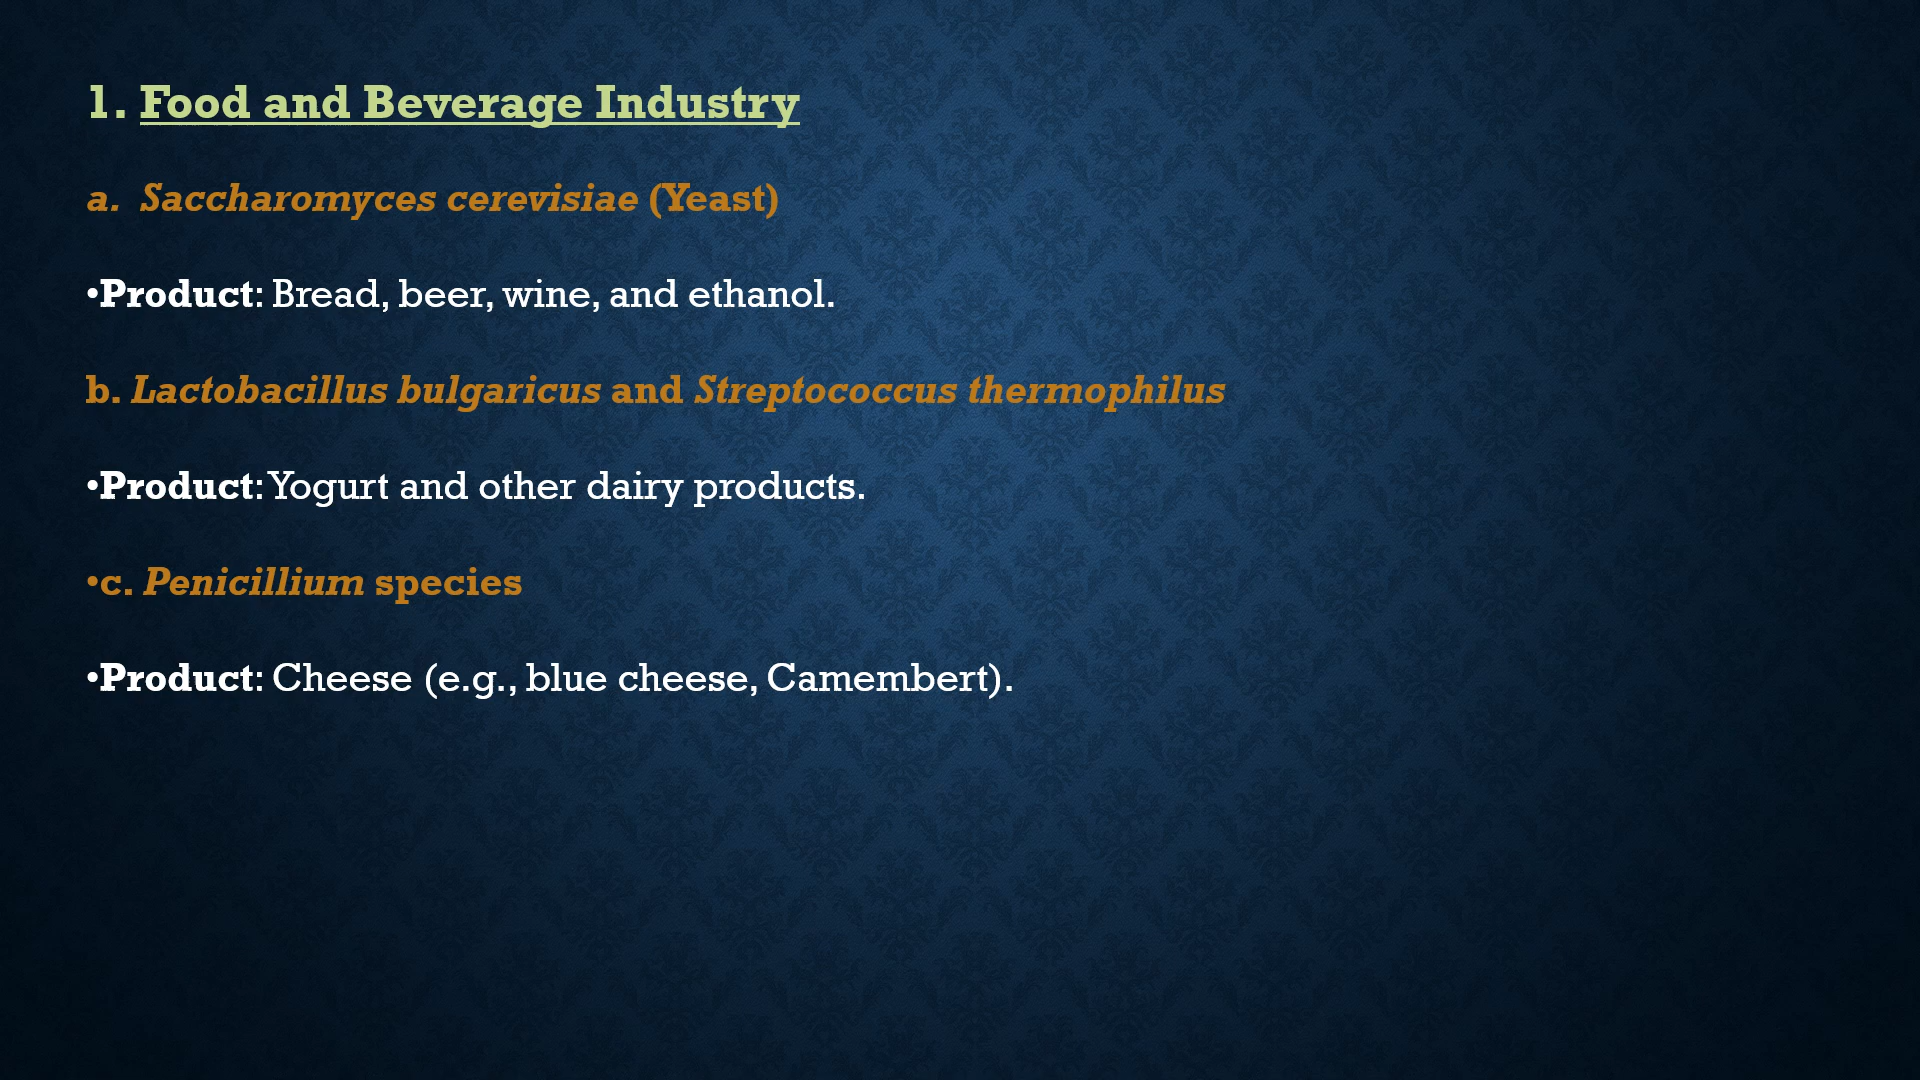 1. Food and Beverage Industry
a. Saccharomyces cerevisiae (Yeast)
•Product: Bread, beer, wine, and ethanol.
b. Lactobacillus bulgaricus and Streptococcus thermophilus
•Product: Yogurt and other dairy products.
•c. Penicillium species
•Product: Cheese (e.g., blue cheese, Camembert).